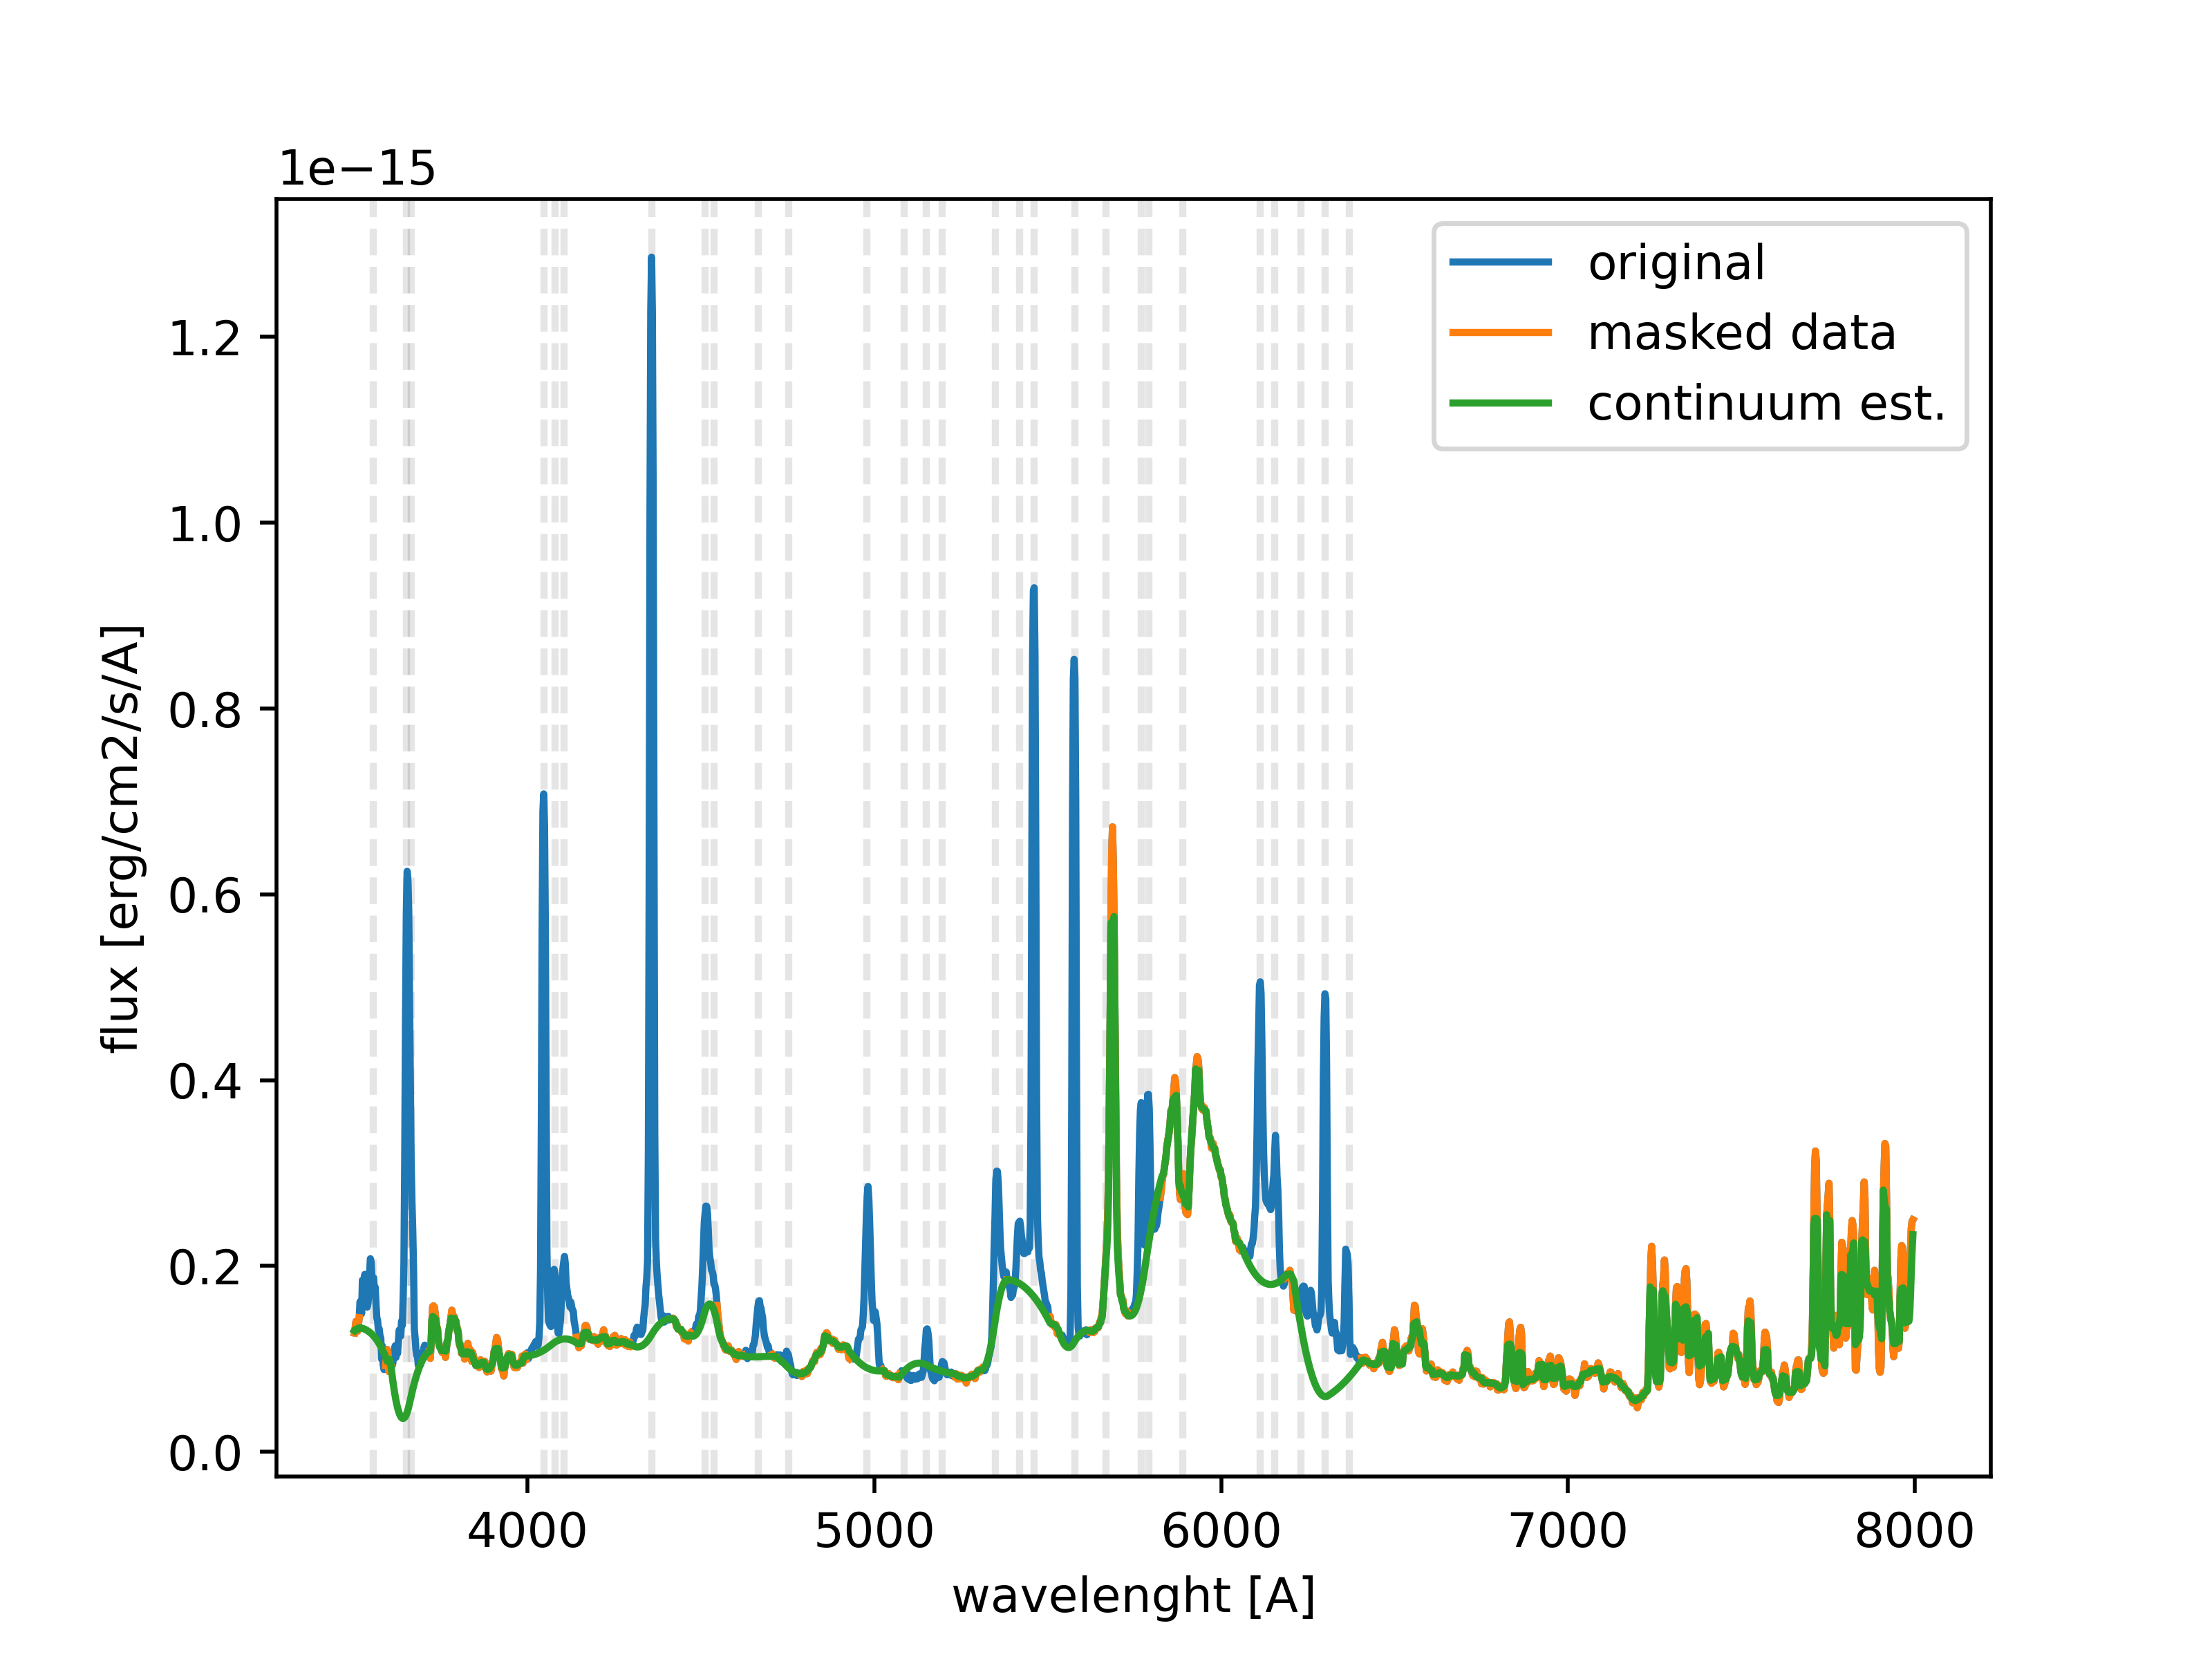 1e−15
original
masked data
continuum est.
1.2
1.0
0.8
0.6
0.4
0.2
0.0
flux [erg/cm2/s/A]
4000 5000 6000 7000 8000
wavelenght [A]